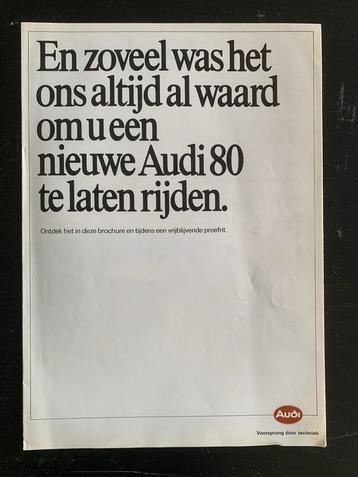 En zoveel was het
ons altijd al waard
om u een
nieuwe Audi 80
te laten rijden.
Ontdek het in deze brochure en tijdens een vrijblijvende proefrit.
Audi
Voorsprong door techniek